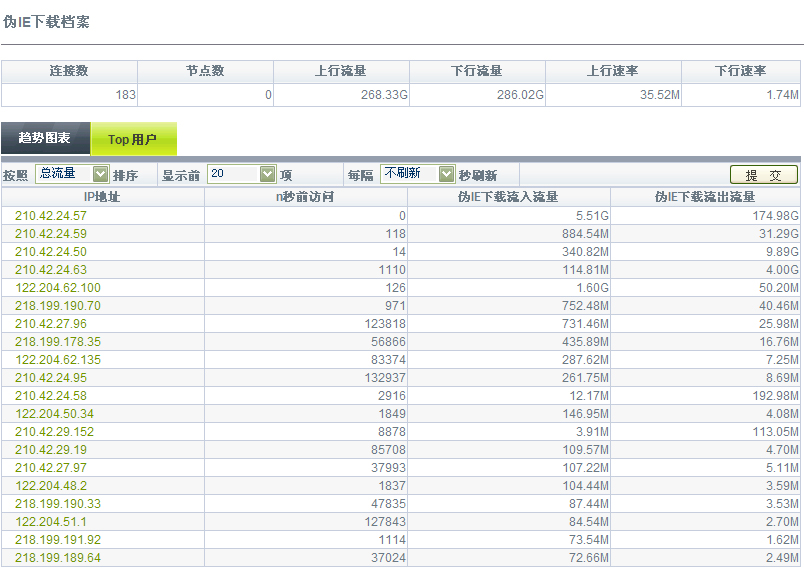 伪IE下载档案
连接数 节点数 上行流量 下行流量 上行速率 下行速率
183 0 268.33G 286.02G 35.52M 1.74M
趋势图表 Top 用户
按照 总流量 排序 显示前 20 项 每隔 不刷新 秒刷新 提 交
IP地址 n秒前访问 伪IE下载流入流量 伪IE下载流出流量
210.42.24.57 0 5.51G 174.98G
210.42.24.59 118 884.54M 31.29G
210.42.24.50 14 340.82M 9.89G
210.42.24.63 1110 114.81M 4.00G
122.204.62.100 126 1.60G 50.20M
218.199.190.70 971 752.48M 40.46M
210.42.27.96 123818 731.46M 25.98M
218.199.178.35 56866 435.89M 16.76M
122.204.62.135 83374 287.62M 7.25M
210.42.24.95 132937 261.75M 8.69M
210.42.24.58 2916 12.17M 192.98M
122.204.50.34 1849 146.95M 4.08M
210.42.29.152 8878 3.91M 113.05M
210.42.29.19 85708 109.57M 4.70M
210.42.27.97 37993 107.22M 5.11M
122.204.48.2 1837 104.44M 3.59M
218.199.190.33 47835 87.44M 3.53M
122.204.51.1 127843 84.54M 2.70M
218.199.191.92 1114 73.54M 1.62M
218.199.189.64 37024 72.66M 2.49M